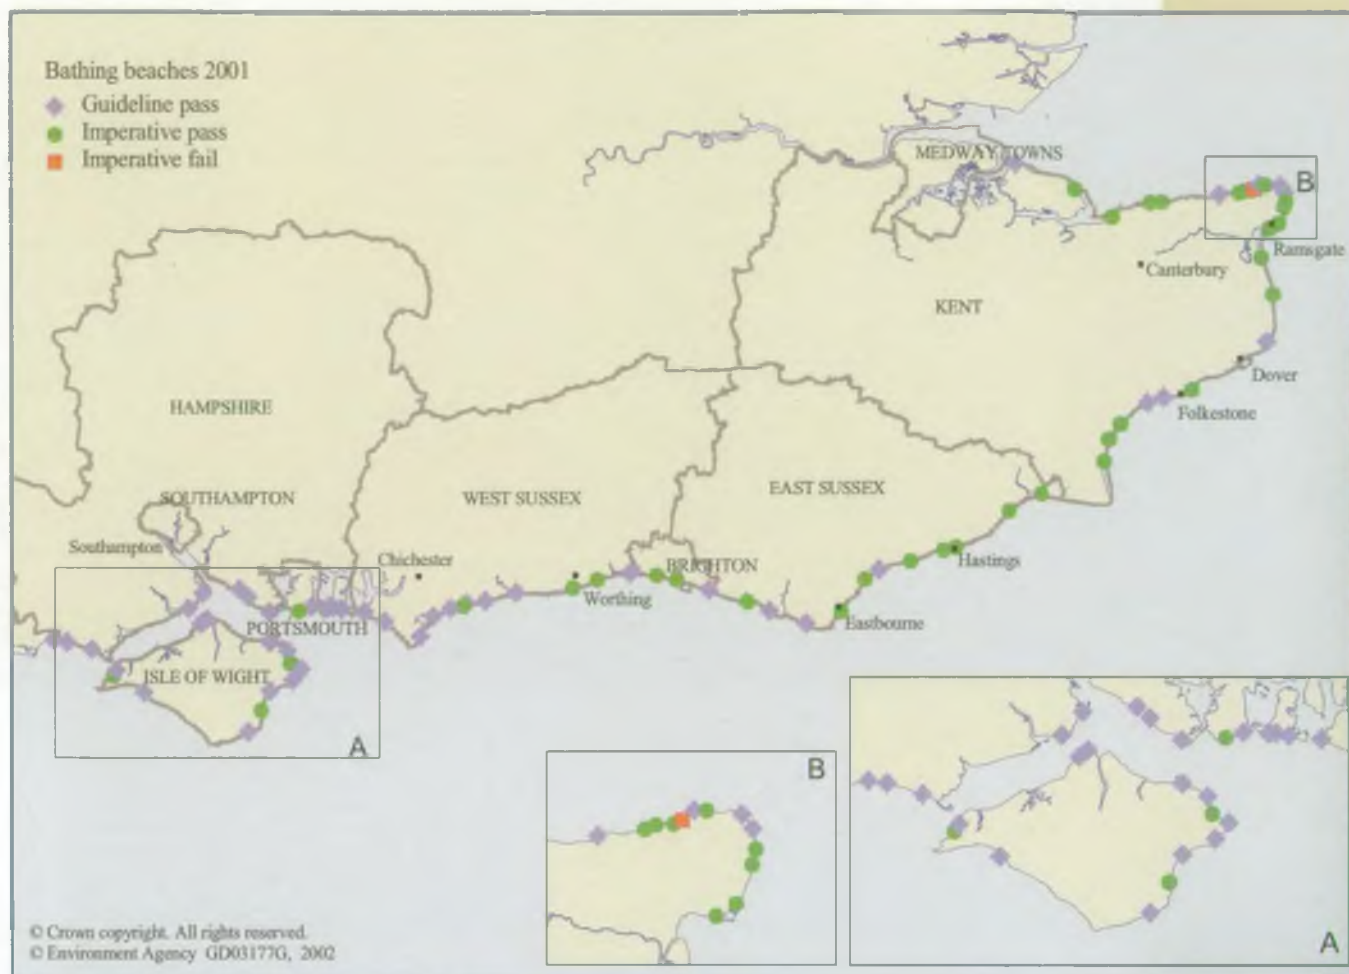 Bathing beaches 2001
Guideline pass
Imperative pass
Imperative fail
MEDWAY TOWNS
B
Ramsgate
Canterbury
KENT
Dover
Folkestone
HAMPSHIRE
SOUTHAMPTON
WEST SUSSEX
EAST SUSSEX
Southampton
Chichester
BRIGHTON
Hastings
Worthing
Eastbourne
PORTSMOUTH
ISLE OF WIGHT
A
B
A
© Crown copyright. All rights reserved.
© Environment Agency GD03177G, 2002